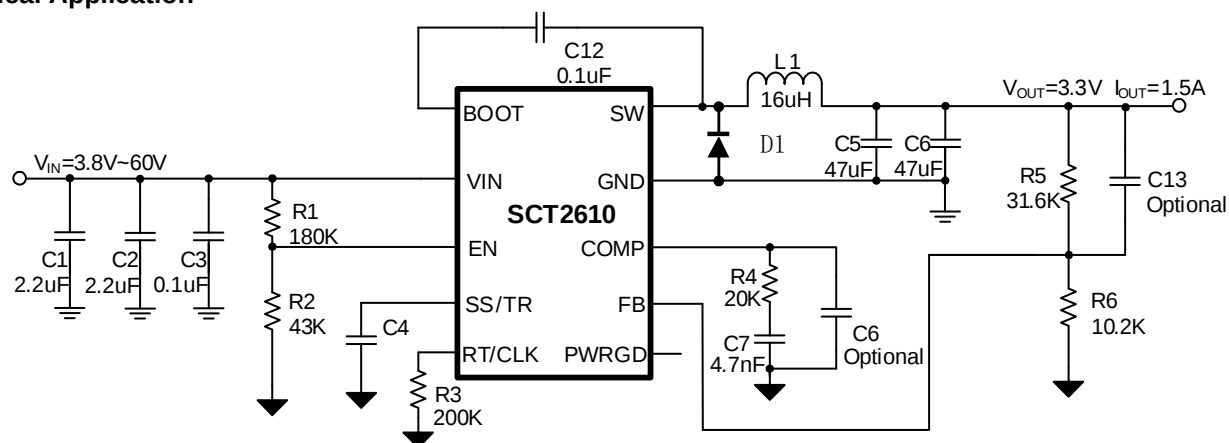 ical Application
C12
0.1uF
L1
16uH
VOUT=3.3V IOUT=1.5A
BOOT
SW
D1
C5
47uF
C6
47uF
VIN=3.8V~60V
VIN
GND
R5
31.6K
C13
Optional
SCT2610
R1
180K
C1
2.2uF
C2
2.2uF
C3
0.1uF
EN
COMP
R4
20K
R2
43K
SS/TR
C4
FB
R6
10.2K
C6
Optional
C7
4.7nF
RT/CLK
PWRGD
R3
200K